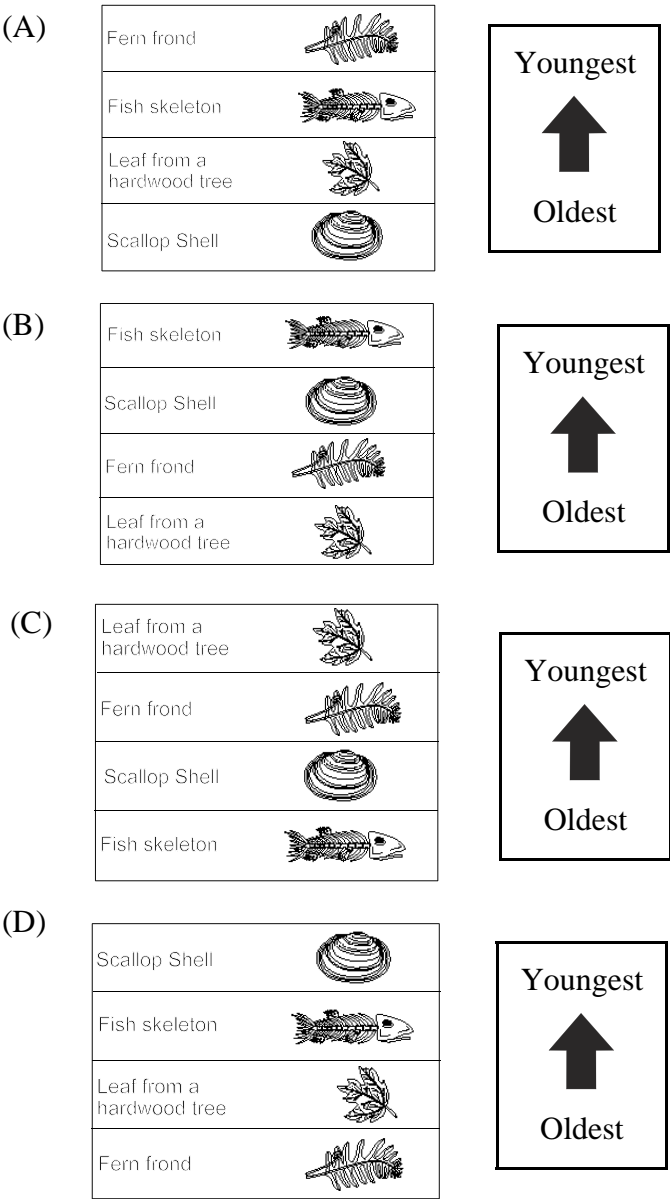 (A)
Fern frond
Fish skeleton
Leaf from a
hardwood tree
Scallop Shell
Youngest
Oldest
(B)
Fish skeleton
Scallop Shell
Fern frond
Leaf from a
hardwood tree
Youngest
Oldest
(C)
Leaf from a
hardwood tree
Fern frond
Scallop Shell
Fish skeleton
Youngest
Oldest
(D)
Scallop Shell
Fish skeleton
Leaf from a
hardwood tree
Fern frond
Youngest
Oldest